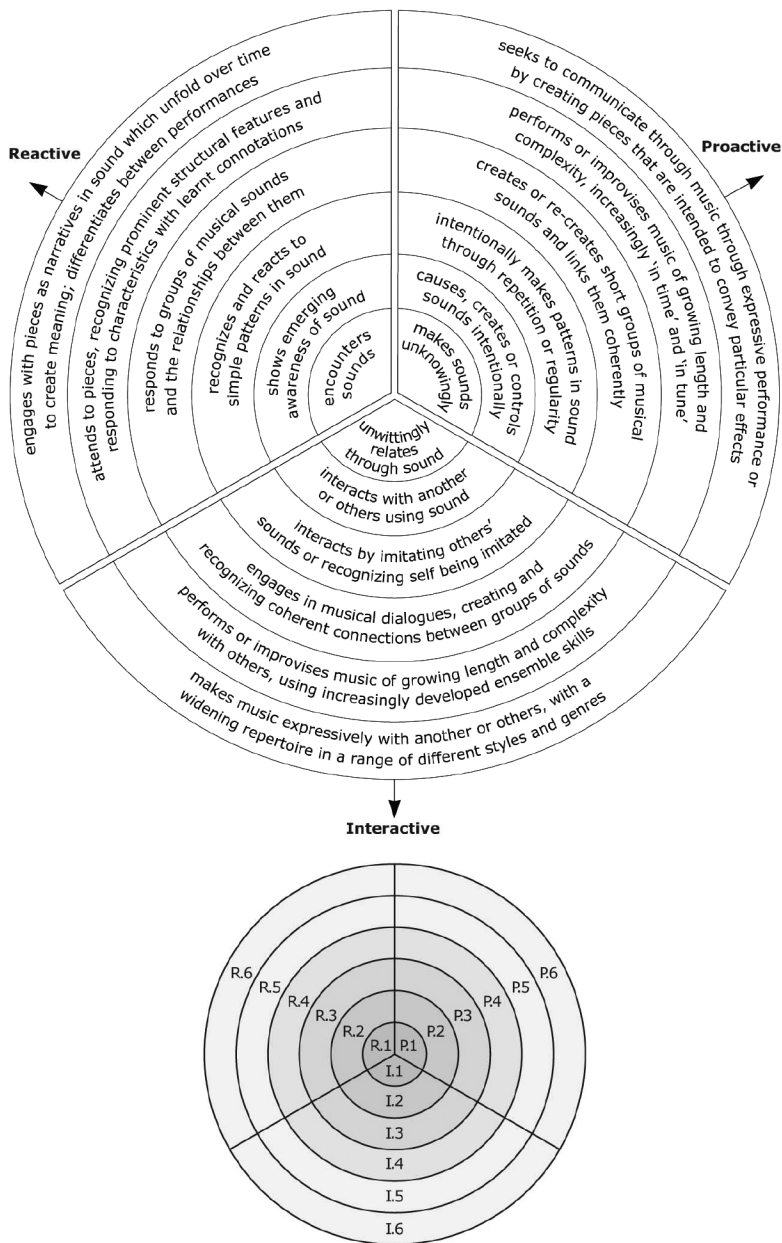 Reactive
engages with pieces as narratives in sound which unfold over time
to create meaning; differentiates between performances
attends to pieces, recognizing prominent structural features and
responding to characteristics with learnt connotations
responds to groups of musical sounds
and the relationships between them
recognizes and reacts to
simple patterns in sound
shows emerging
awareness of sound
encounters
sounds
Proactive
seeks to communicate through music through expressive performance or
by creating pieces that are intended to convey particular effects
performs or improvises music of growing length and
complexity, increasingly 'in time' and 'in tune'
creates or re-creates short groups of musical
sounds and links them coherently
intentionally makes patterns in sound
through repetition or regularity
causes, creates or controls
sounds intentionally
makes sounds
unknowingly
unwittingly
relates
through sound
interacts with another
or others using sound
interacts by imitating others'
sounds or recognizing self being imitated
engages in musical dialogues, creating and
recognizing coherent connections between groups of sounds
performs or improvises music of growing length and complexity
with others, using increasingly developed ensemble skills
makes music expressively with another or others, with a
widening repertoire in a range of different styles and genres
Interactive
R.6
R.5
R.4
R.3
R.2
R.1
P.1
P.2
P.3
P.4
P.5
P.6
I.1
I.2
I.3
I.4
I.5
I.6